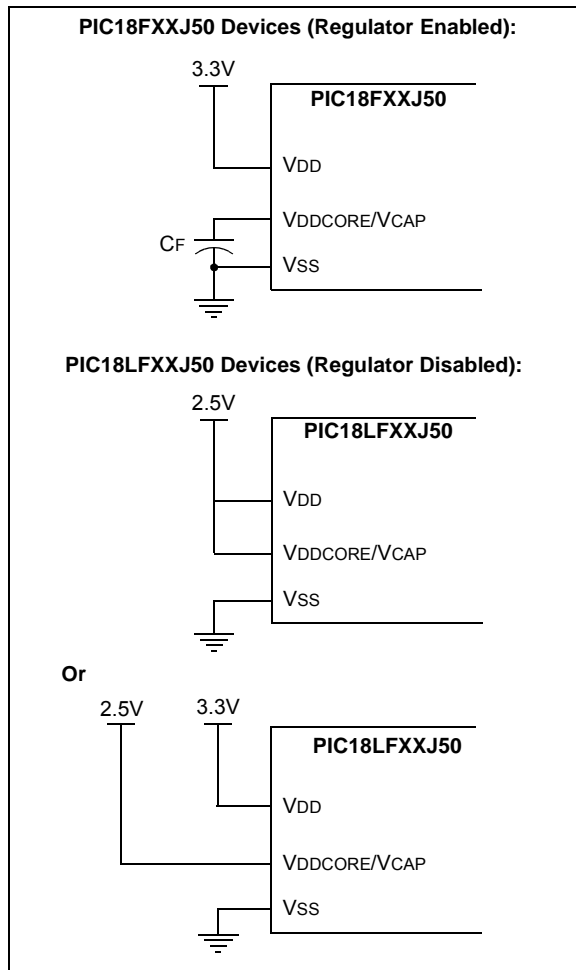 PIC18FXXJ50 Devices (Regulator Enabled):
3.3V
PIC18FXXJ50
VDD
VDDCORE/VCAP
CF
VSS
PIC18LFXXJ50 Devices (Regulator Disabled):
2.5V
PIC18LFXXJ50
VDD
VDDCORE/VCAP
VSS
Or
2.5V 3.3V
PIC18LFXXJ50
VDD
VDDCORE/VCAP
VSS